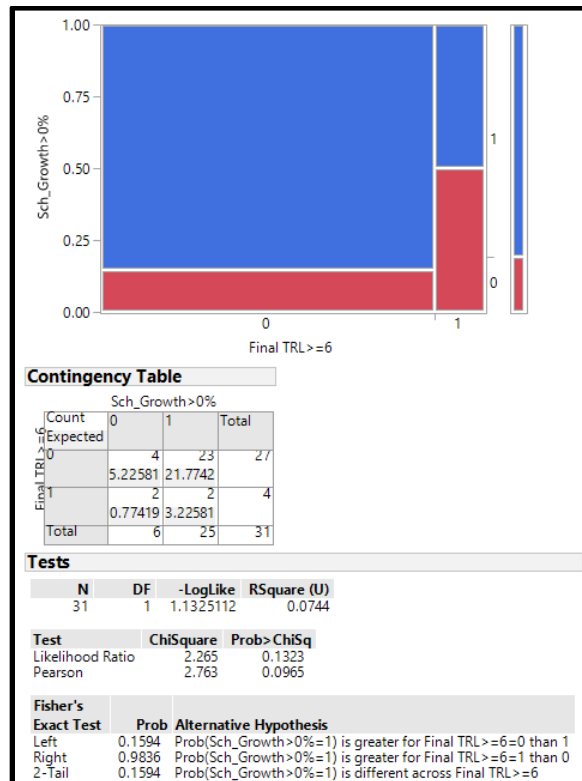 1.00
0.75
0.50
0.25
0.00
Sch_Growth>0%
1
0
0 1
Final TRL>=6
Contingency Table
Sch_Growth>0%
Final TRL>=6
Count 0 1 Total
Expected
0 4 23 27
5.22581 21.7742
1 2 2 4
0.77419 3.22581
Total 6 25 31
Tests
N DF -LogLike RSquare (U)
31 1 1.1325112 0.0744
Test ChiSquare Prob>ChiSq
Likelihood Ratio 2.265 0.1323
Pearson 2.763 0.0965
Fisher's
Exact Test Prob Alternative Hypothesis
Left 0.1594 Prob(Sch_Growth>0%=1) is greater for Final TRL>=6=0 than 1
Right 0.9836 Prob(Sch_Growth>0%=1) is greater for Final TRL>=6=1 than 0
2-Tail 0.1594 Prob(Sch_Growth>0%=1) is different across Final TRL>=6